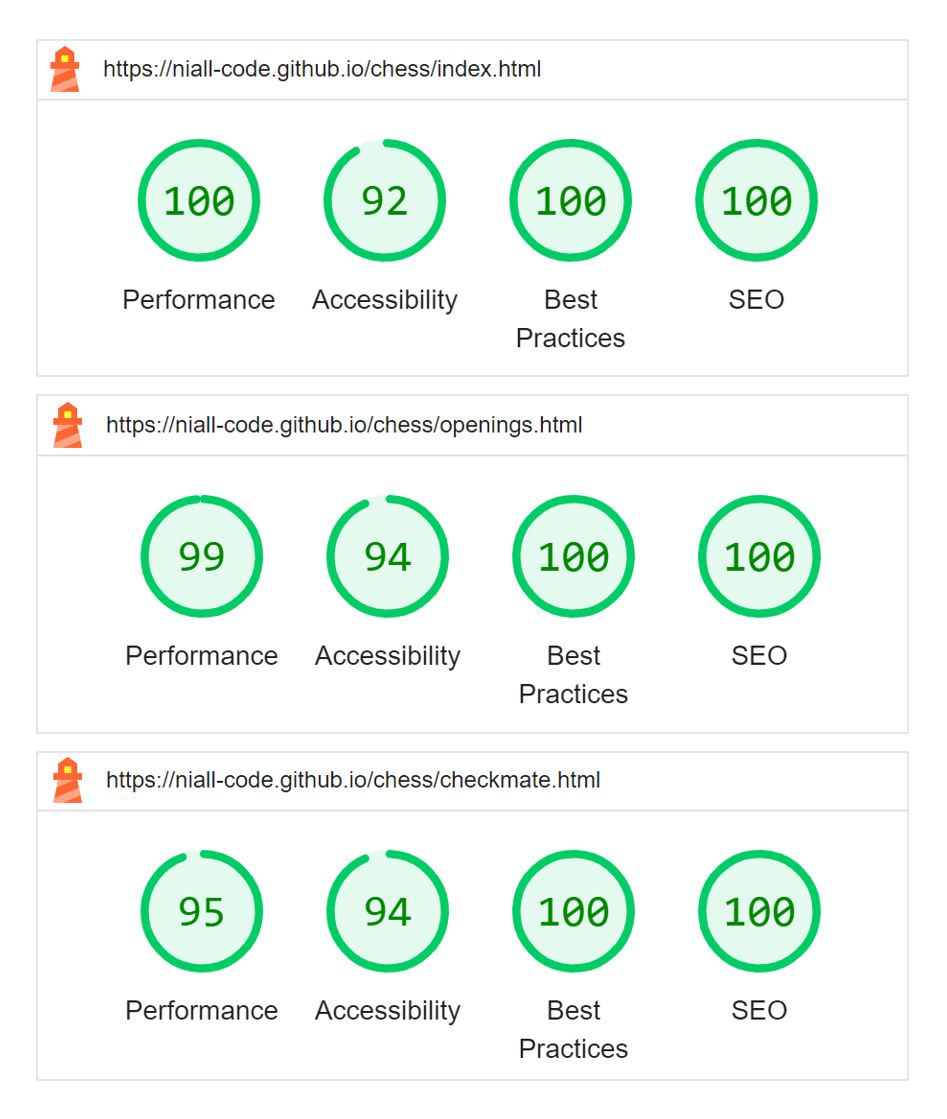 https://niall-code.github.io/chess/index.html
100 92 100 100
Performance Accessibility Best SEO
Practices
https://niall-code.github.io/chess/openings.html
99 94 100 100
Performance Accessibility Best SEO
Practices
https://niall-code.github.io/chess/checkmate.html
95 94 100 100
Performance Accessibility Best SEO
Practices